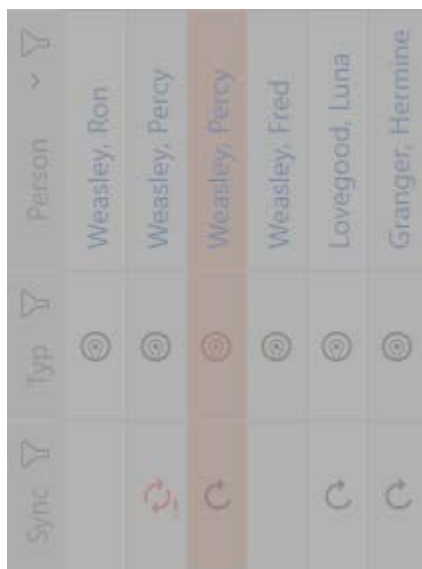 Sync Typ Person
Weasley, Ron
Weasley, Percy
Weasley, Percy
Weasley, Fred
Lovegood, Luna
Granger, Hermine